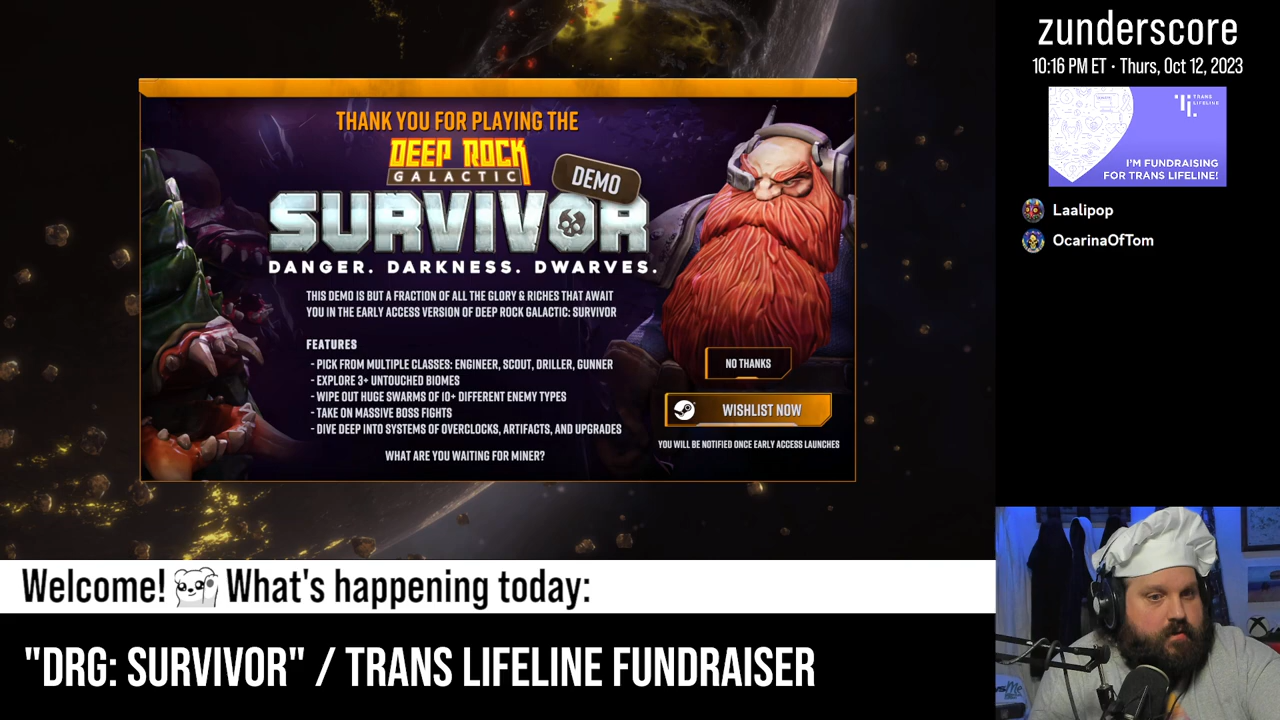 zunderscore
10:16 PM ET · Thurs, Oct 12, 2023
TRANS
LIFELINE
I'M FUNDRAISING
FOR TRANS LIFELINE!
Laalipop
OcarinaOfTom
THANK YOU FOR PLAYING THE
DEEP ROCK
GALACTIC
DEMO
SURVIVOR
DANGER. DARKNESS. DWARVES.
THIS DEMO IS BUT A FRACTION OF ALL THE GLORY & RICHES THAT AWAIT
YOU IN THE EARLY ACCESS VERSION OF DEEP ROCK GALACTIC: SURVIVOR
FEATURES
- PICK FROM MULTIPLE CLASSES: ENGINEER, SCOUT, DRILLER, GUNNER
- EXPLORE 3+ UNTOUCHED BIOMES
- WIPE OUT HUGE SWARMS OF 10+ DIFFERENT ENEMY TYPES
- TAKE ON MASSIVE BOSS FIGHTS
- DIVE DEEP INTO SYSTEMS OF OVERCLOCKS, ARTIFACTS, AND UPGRADES
WHAT ARE YOU WAITING FOR MINER?
NO THANKS
WISHLIST NOW
YOU WILL BE NOTIFIED ONCE EARLY ACCESS LAUNCHES
Welcome! What's happening today:
"DRG: SURVIVOR" / TRANS LIFELINE FUNDRAISER